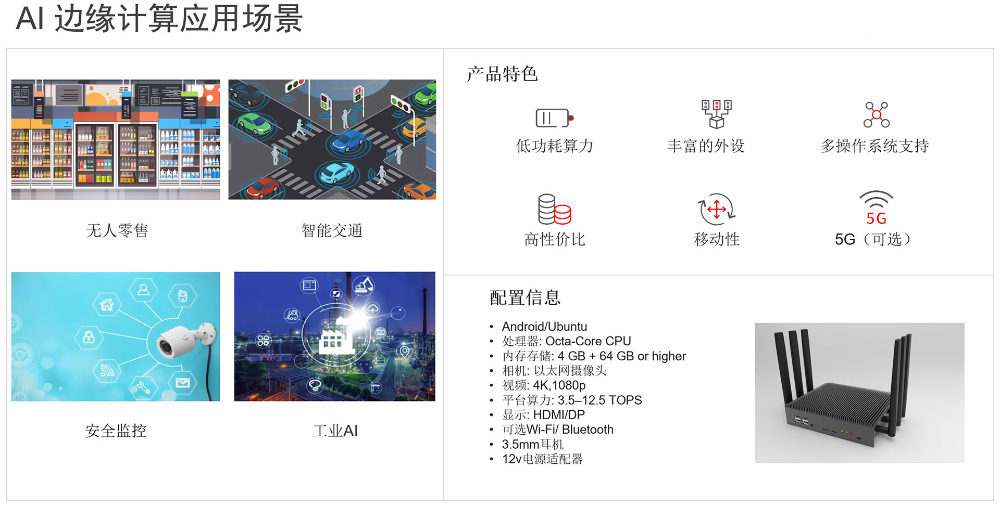 AI 边缘计算应用场景
无人零售
智能交通
安全监控
工业AI
产品特色
低功耗算力
丰富的外设
多操作系统支持
高性价比
移动性
5G
5G（可选）
配置信息
• Android/Ubuntu
• 处理器: Octa-Core CPU
• 内存存储: 4 GB + 64 GB or higher
• 相机: 以太网摄像头
• 视频: 4K,1080p
• 平台算力: 3.5–12.5 TOPS
• 显示: HDMI/DP
• 可选Wi-Fi/ Bluetooth
• 3.5mm耳机
• 12v电源适配器